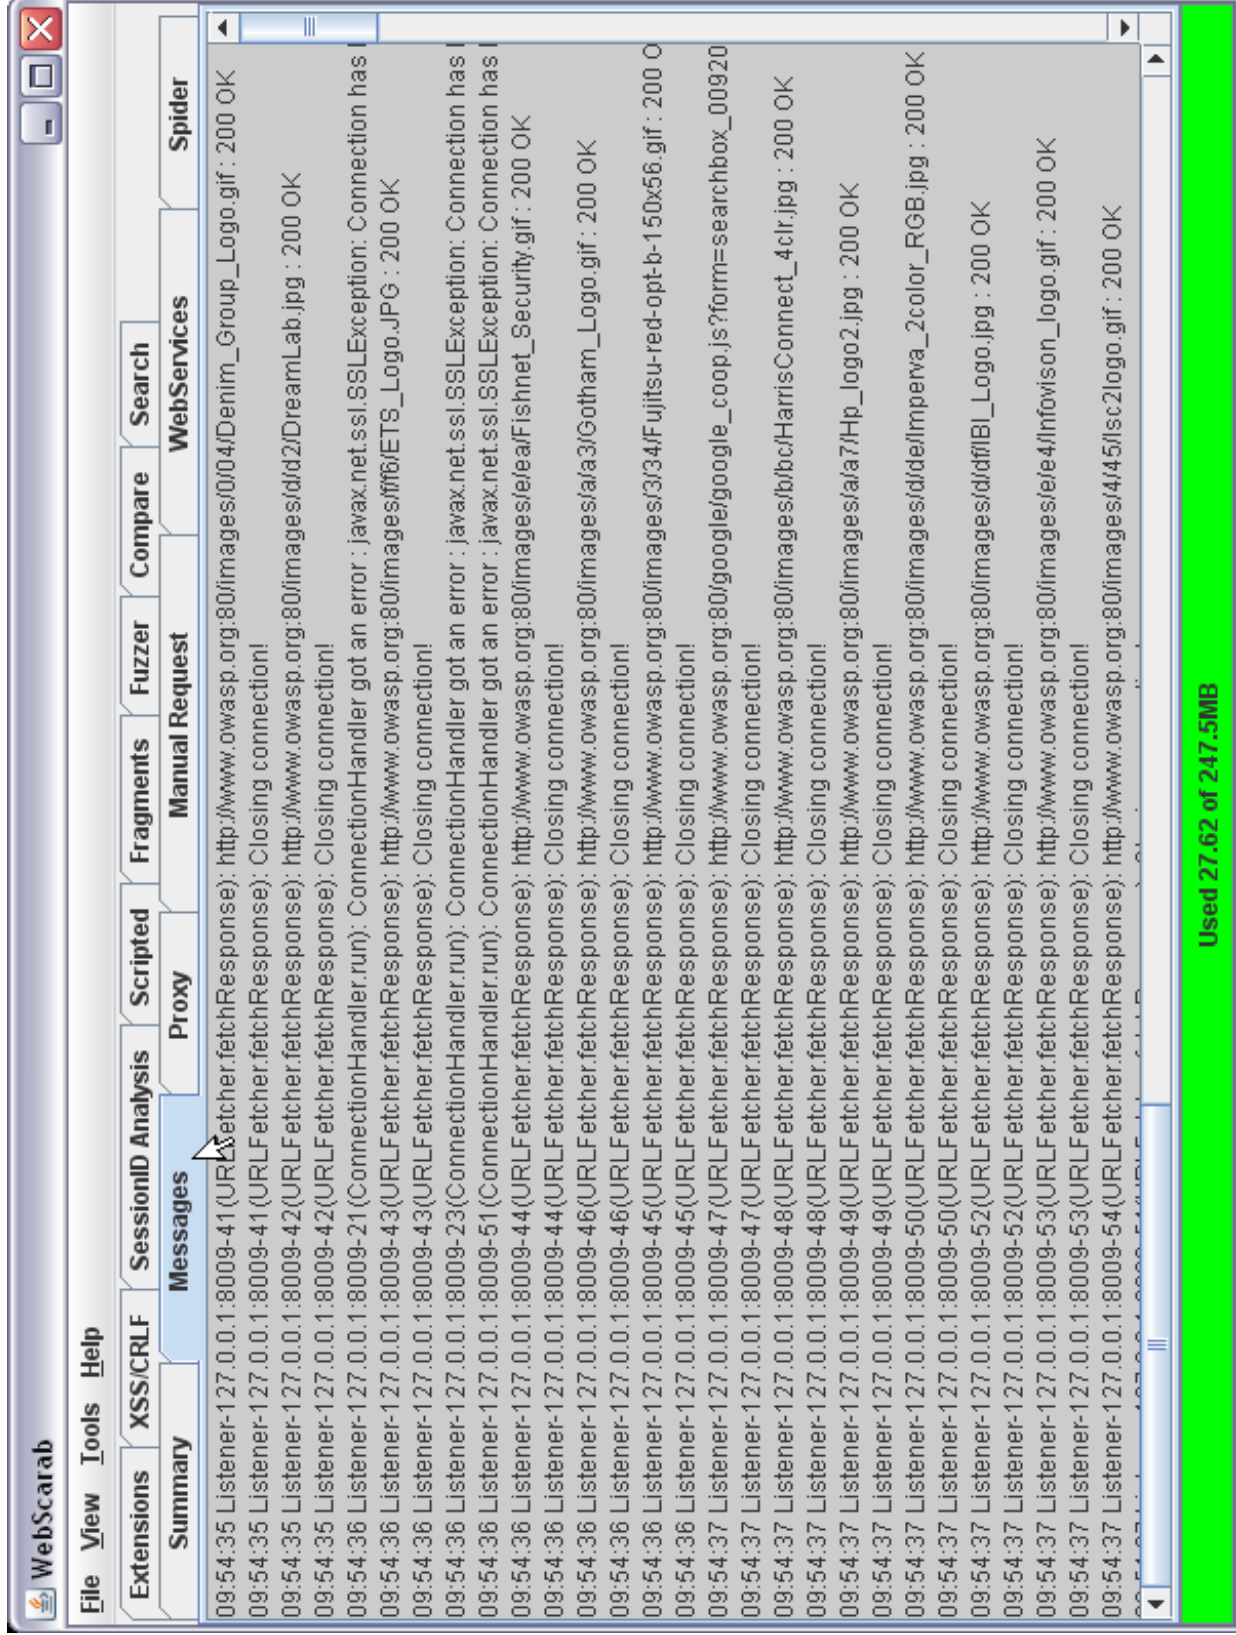 WebScarab
File View Tools Help
Extensions XSS/CRLF SessionID Analysis Scripted Fragments Fuzzer Compare Search
Summary Messages Proxy Manual Request WebServices Spider
09:54:35 Listener-127.0.0.1:8009-41(URLFetcher.fetchResponse): http://www.owasp.org:80/images/0/04/Denim_Group_Logo.gif : 200 OK
09:54:35 Listener-127.0.0.1:8009-41(URLFetcher.fetchResponse): Closing connection!
09:54:35 Listener-127.0.0.1:8009-42(URLFetcher.fetchResponse): http://www.owasp.org:80/images/d/d2/DreamLab.jpg : 200 OK
09:54:35 Listener-127.0.0.1:8009-42(URLFetcher.fetchResponse): Closing connection!
09:54:36 Listener-127.0.0.1:8009-21(ConnectionHandler.run): ConnectionHandler got an error : javax.net.ssl.SSLException: Connection has
09:54:36 Listener-127.0.0.1:8009-43(URLFetcher.fetchResponse): http://www.owasp.org:80/images/f/f6/ETS_Logo.JPG : 200 OK
09:54:36 Listener-127.0.0.1:8009-43(URLFetcher.fetchResponse): Closing connection!
09:54:36 Listener-127.0.0.1:8009-23(ConnectionHandler.run): ConnectionHandler got an error : javax.net.ssl.SSLException: Connection has
09:54:36 Listener-127.0.0.1:8009-51(ConnectionHandler.run): ConnectionHandler got an error : javax.net.ssl.SSLException: Connection has
09:54:36 Listener-127.0.0.1:8009-44(URLFetcher.fetchResponse): http://www.owasp.org:80/images/e/ea/Fishnet_Security.gif : 200 OK
09:54:36 Listener-127.0.0.1:8009-44(URLFetcher.fetchResponse): Closing connection!
09:54:36 Listener-127.0.0.1:8009-46(URLFetcher.fetchResponse): http://www.owasp.org:80/images/a/a3/Gotham_Logo.gif : 200 OK
09:54:36 Listener-127.0.0.1:8009-46(URLFetcher.fetchResponse): Closing connection!
09:54:36 Listener-127.0.0.1:8009-45(URLFetcher.fetchResponse): http://www.owasp.org:80/images/3/34/Fujitsu-red-opt-b-150x56.gif : 200 O
09:54:36 Listener-127.0.0.1:8009-45(URLFetcher.fetchResponse): Closing connection!
09:54:37 Listener-127.0.0.1:8009-47(URLFetcher.fetchResponse): http://www.owasp.org:80/google/google_coop.js?form=searchbox_00920
09:54:37 Listener-127.0.0.1:8009-47(URLFetcher.fetchResponse): Closing connection!
09:54:37 Listener-127.0.0.1:8009-48(URLFetcher.fetchResponse): http://www.owasp.org:80/images/b/bc/HarrisConnect_4clr.jpg : 200 OK
09:54:37 Listener-127.0.0.1:8009-48(URLFetcher.fetchResponse): Closing connection!
09:54:37 Listener-127.0.0.1:8009-49(URLFetcher.fetchResponse): http://www.owasp.org:80/images/a/a7/Hp_logo2.jpg : 200 OK
09:54:37 Listener-127.0.0.1:8009-49(URLFetcher.fetchResponse): Closing connection!
09:54:37 Listener-127.0.0.1:8009-50(URLFetcher.fetchResponse): http://www.owasp.org:80/images/d/de/Imperva_2color_RGB.jpg : 200 OK
09:54:37 Listener-127.0.0.1:8009-50(URLFetcher.fetchResponse): Closing connection!
09:54:37 Listener-127.0.0.1:8009-52(URLFetcher.fetchResponse): http://www.owasp.org:80/images/d/df/IBI_Logo.jpg : 200 OK
09:54:37 Listener-127.0.0.1:8009-52(URLFetcher.fetchResponse): Closing connection!
09:54:37 Listener-127.0.0.1:8009-53(URLFetcher.fetchResponse): http://www.owasp.org:80/images/e/e4/Infovison_logo.gif : 200 OK
09:54:37 Listener-127.0.0.1:8009-53(URLFetcher.fetchResponse): Closing connection!
09:54:37 Listener-127.0.0.1:8009-54(URLFetcher.fetchResponse): http://www.owasp.org:80/images/4/45/Isc2logo.gif : 200 OK
Used 27.62 of 247.5MB